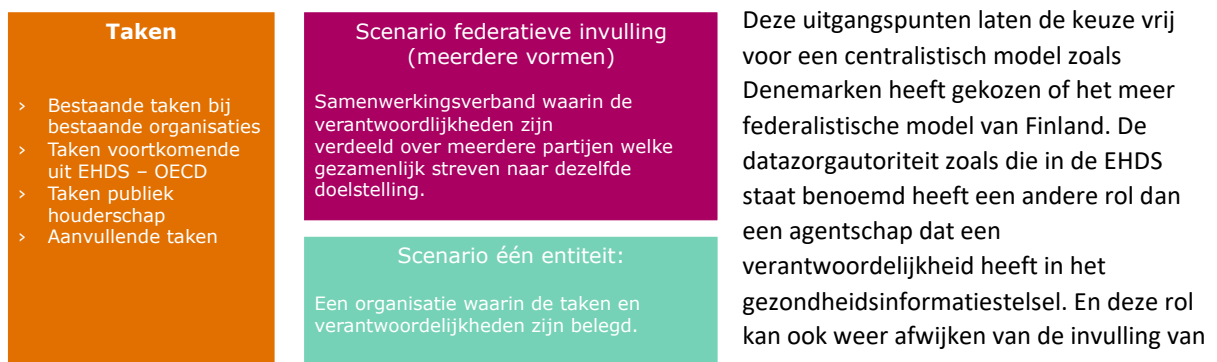 Taken
› Bestaande taken bij
bestaande organisaties
› Taken voortkomende
uit EHDS – OECD
› Taken publiek
houderschap
› Aanvullende taken
Scenario federatieve invulling
(meerdere vormen)
Samenwerkingsverband waarin de
verantwoordlijkheden zijn
verdeeld over meerdere partijen welke
gezamenlijk streven naar dezelfde
doelstelling.
Scenario één entiteit:
Een organisatie waarin de taken en
verantwoordelijkheden zijn belegd.
Deze uitgangspunten laten de keuze vrij
voor een centralistisch model zoals
Denemarken heeft gekozen of het meer
federalistische model van Finland. De
datazorgautoriteit zoals die in de EHDS
staat benoemd heeft een andere rol dan
een agentschap dat een
verantwoordelijkheid heeft in het
gezondheidsinformatiestelsel. En deze rol
kan ook weer afwijken van de invulling van